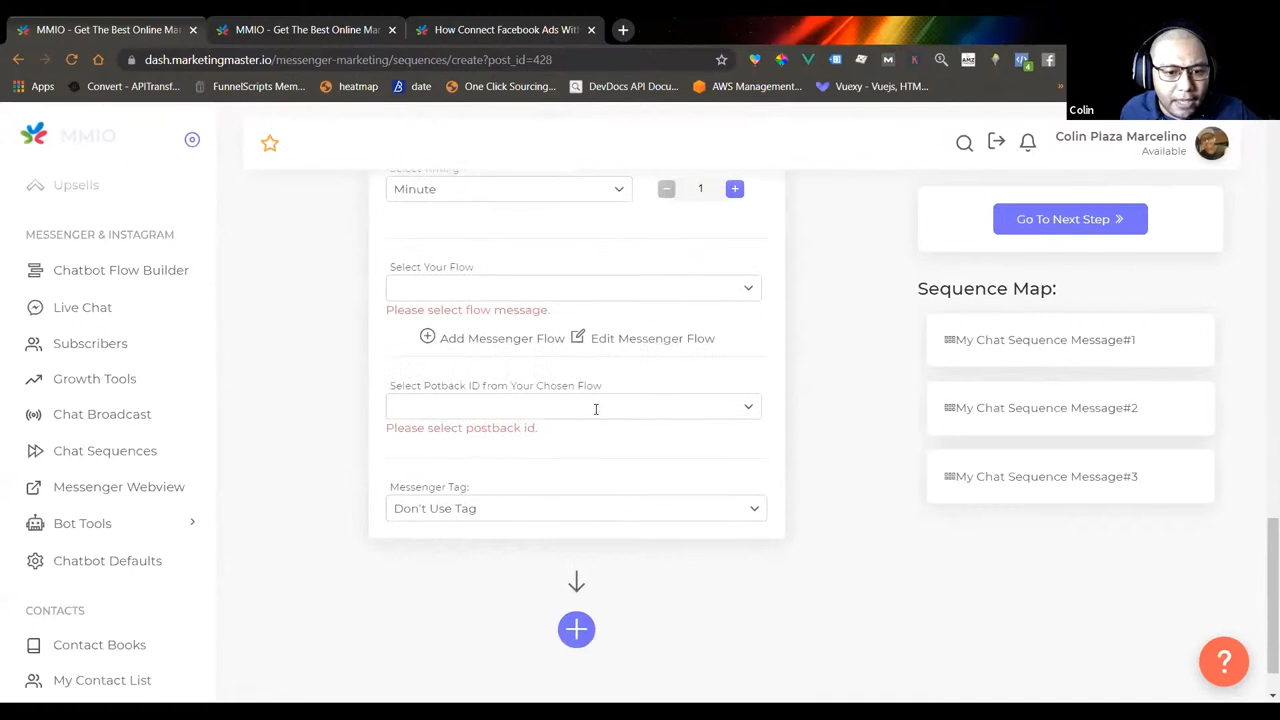 MMIO - Get The Best Online Ma
MMIO - Get The Best Online Ma
How Connect Facebook Ads Wit
dash.marketingmaster.io/messenger-marketing/sequences/create?post_id=428
Apps
Convert - APITransf...
FunnelScripts Mem...
heatmap
date
One Click Sourcing...
DevDocs API Docu...
AWS Management...
Vuexy - Vuejs, HTM...
Colin
MMIO
Colin Plaza Marcelino
Available
Upsells
MESSENGER & INSTAGRAM
Chatbot Flow Builder
Live Chat
Subscribers
Growth Tools
Chat Broadcast
Chat Sequences
Messenger Webview
Bot Tools
Chatbot Defaults
CONTACTS
Contact Books
My Contact List
Minute
1
Select Your Flow
Please select flow message.
Add Messenger Flow
Edit Messenger Flow
Select Potback ID from Your Chosen Flow
Please select postback id.
Messenger Tag:
Don't Use Tag
Go To Next Step
Sequence Map:
My Chat Sequence Message#1
My Chat Sequence Message#2
My Chat Sequence Message#3
?